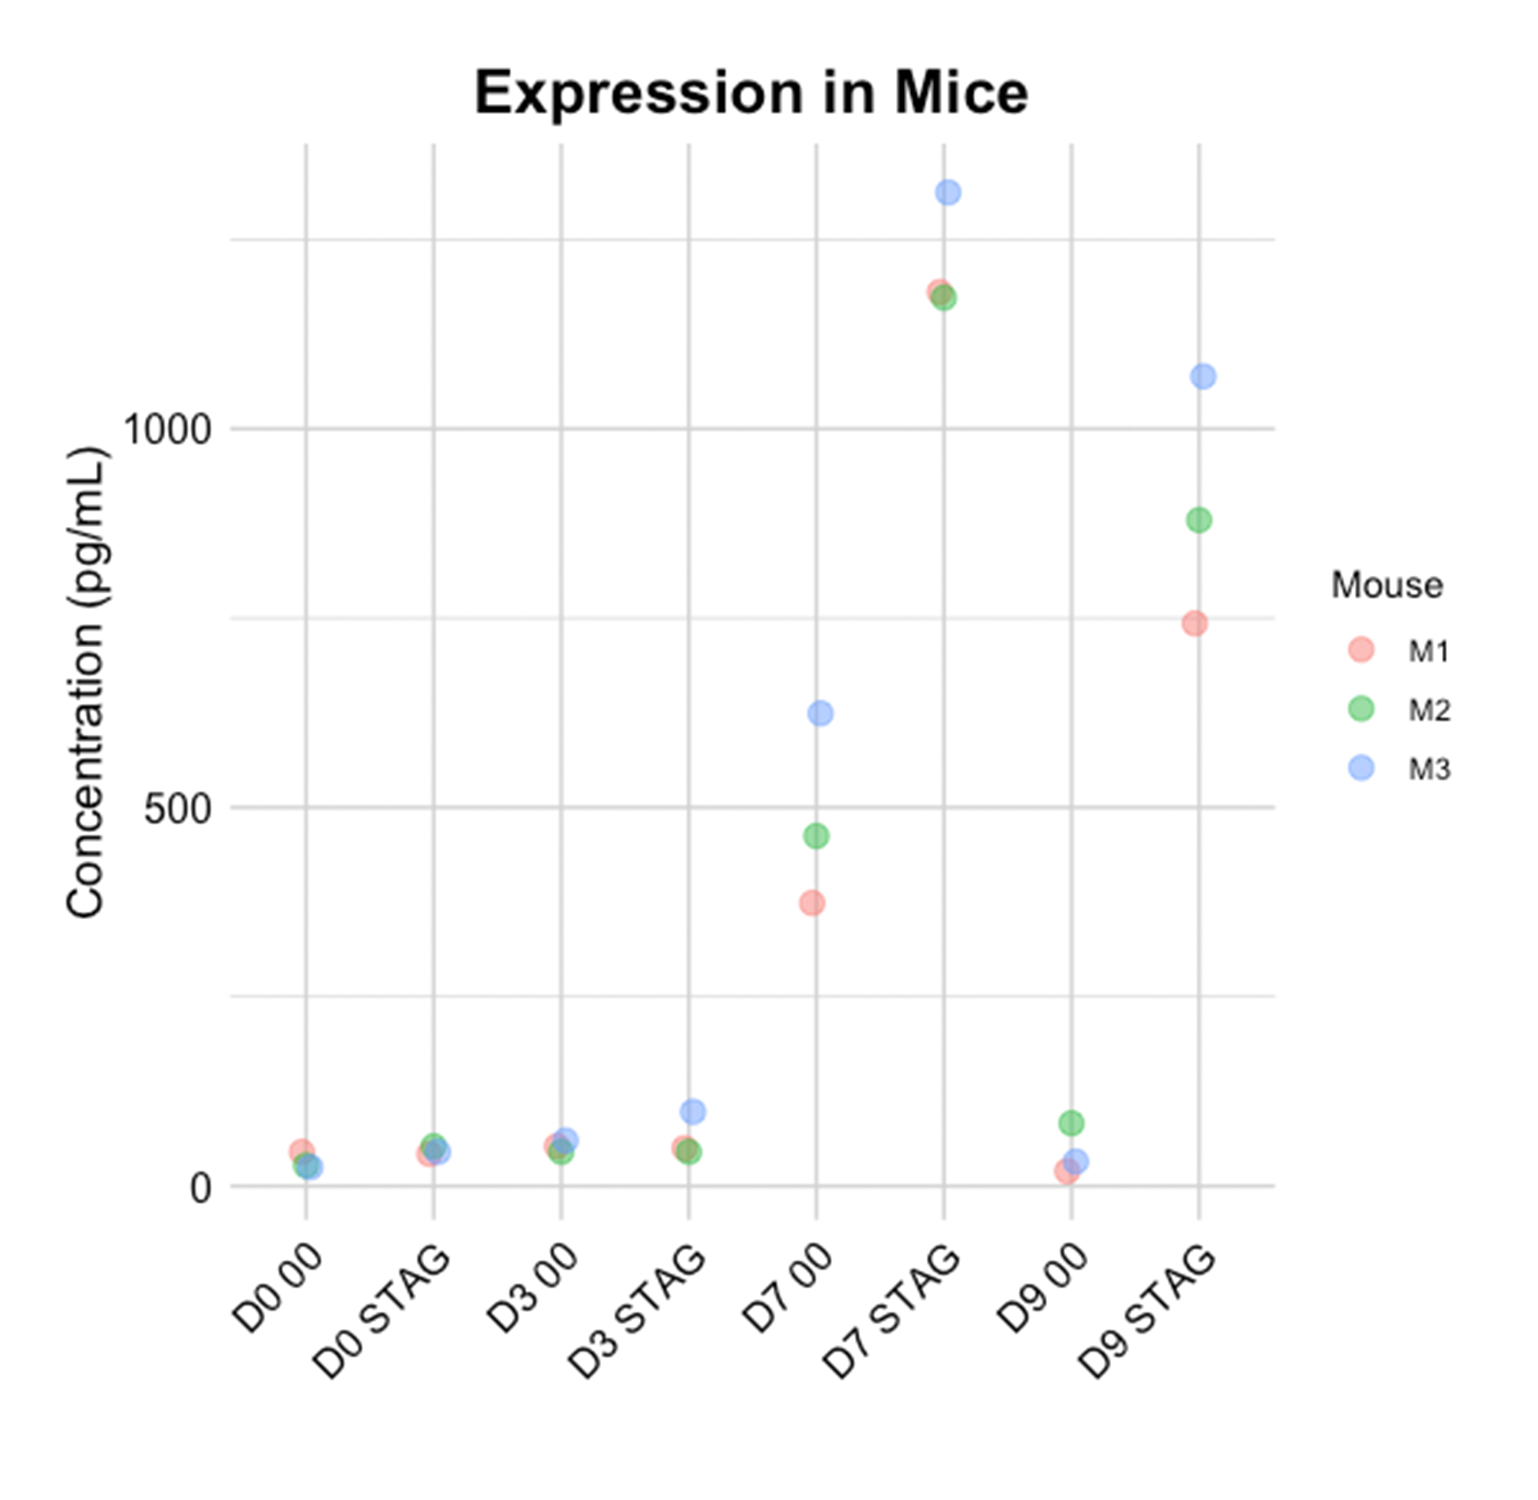 Expression in Mice
Concentration (pg/mL)
1000
500
0
D0 00
D0 STAG
D3 00
D3 STAG
D7 00
D7 STAG
D9 00
D9 STAG
Mouse
M1
M2
M3